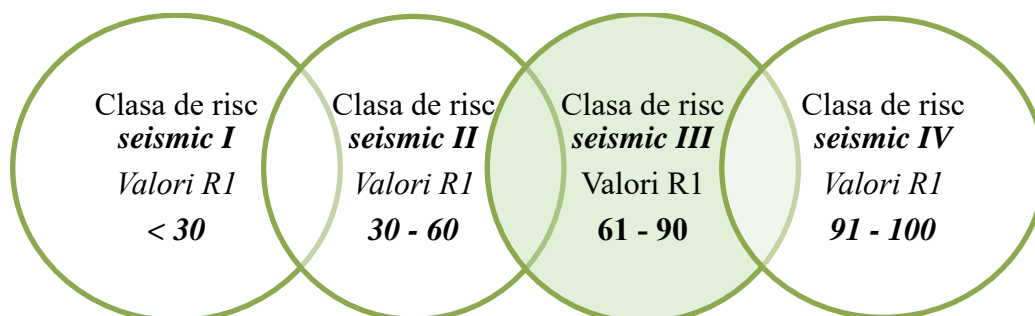 Clasa de risc
seismic I
Valori R1
< 30
Clasa de risc
seismic II
Valori R1
30 - 60
Clasa de risc
seismic III
Valori R1
61 - 90
Clasa de risc
seismic IV
Valori R1
91 - 100